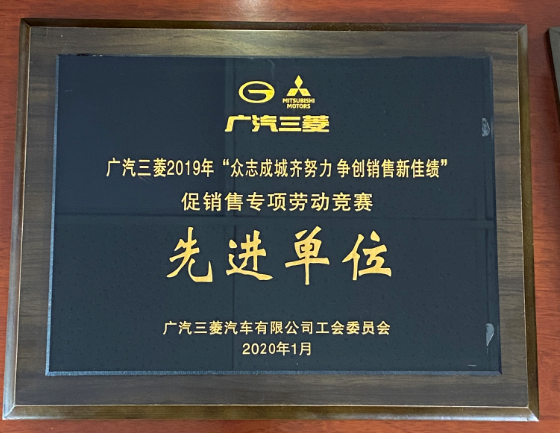 MITSUBISHI
MOTORS
广汽三菱
广汽三菱2019年“众志成城齐努力 争创销售新佳绩”
促销售专项劳动竞赛
先进单位
广汽三菱汽车有限公司工会委员会
2020年1月